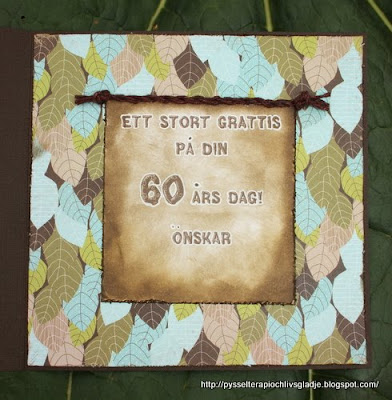 ETT STORT GRATTIS
PÅ DIN
60 ÅRS DAG!
ÖNSKAR
http://pysselterapiochlivsgladje.blogspot.com/